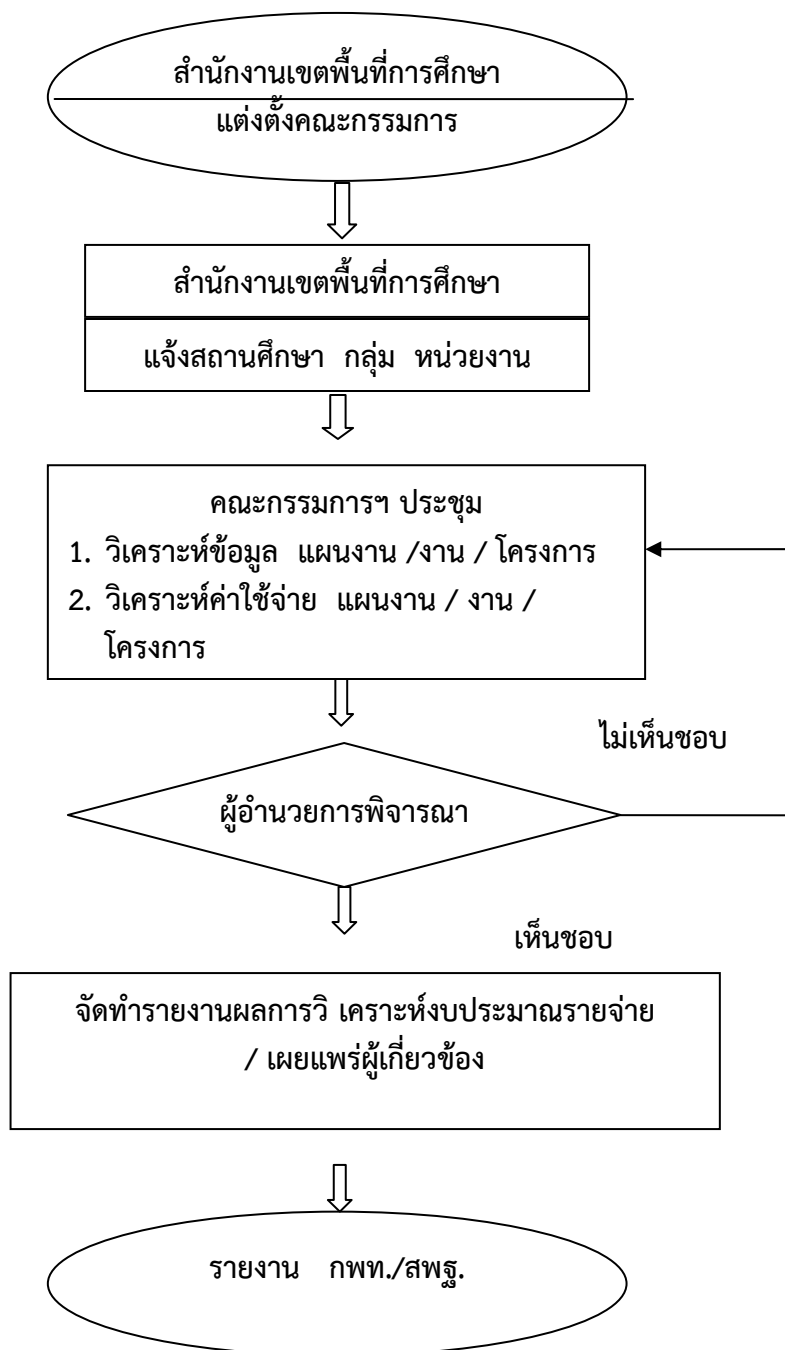 สำนักงานเขตพื้นที่การศึกษา
แต่งตั้งคณะกรรมการ
สำนักงานเขตพื้นที่การศึกษา
แจ้งสถานศึกษา กลุ่ม หน่วยงาน
คณะกรรมการฯ ประชุม
1. วิเคราะห์ข้อมูล แผนงาน /งาน / โครงการ
2. วิเคราะห์ค่าใช้จ่าย แผนงาน / งาน /
โครงการ
ไม่เห็นชอบ
ผู้อำนวยการพิจารณา
เห็นชอบ
จัดทำรายงานผลการวิ เคราะห์งบประมาณรายจ่าย
/ เผยแพร่ผู้เกี่ยวข้อง
รายงาน กพท./สพฐ.